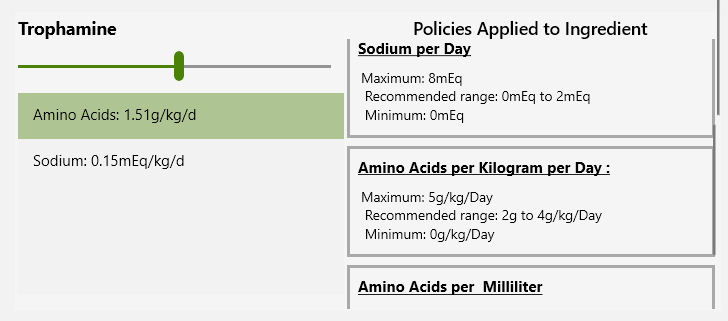 Trophamine
Amino Acids: 1.51g/kg/d
Sodium: 0.15mEq/kg/d
Policies Applied to Ingredient
Sodium per Day
Maximum: 8mEq
Recommended range: 0mEq to 2mEq
Minimum: 0mEq
Amino Acids per Kilogram per Day :
Maximum: 5g/kg/Day
Recommended range: 2g to 4g/kg/Day
Minimum: 0g/kg/Day
Amino Acids per  Milliliter